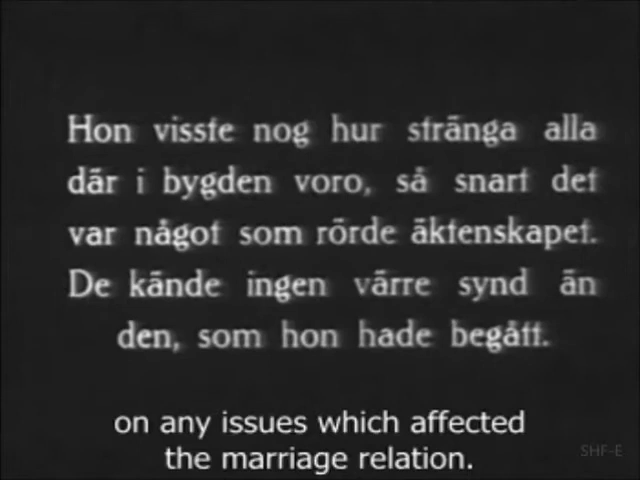 Hon visste nog hur stränga alla
där i bygden voro, så snart det
var något som rörde äktenskapet.
De kände ingen värre synd än
den, som hon hade begått.
on any issues which affected
the marriage relation.
SHF-E